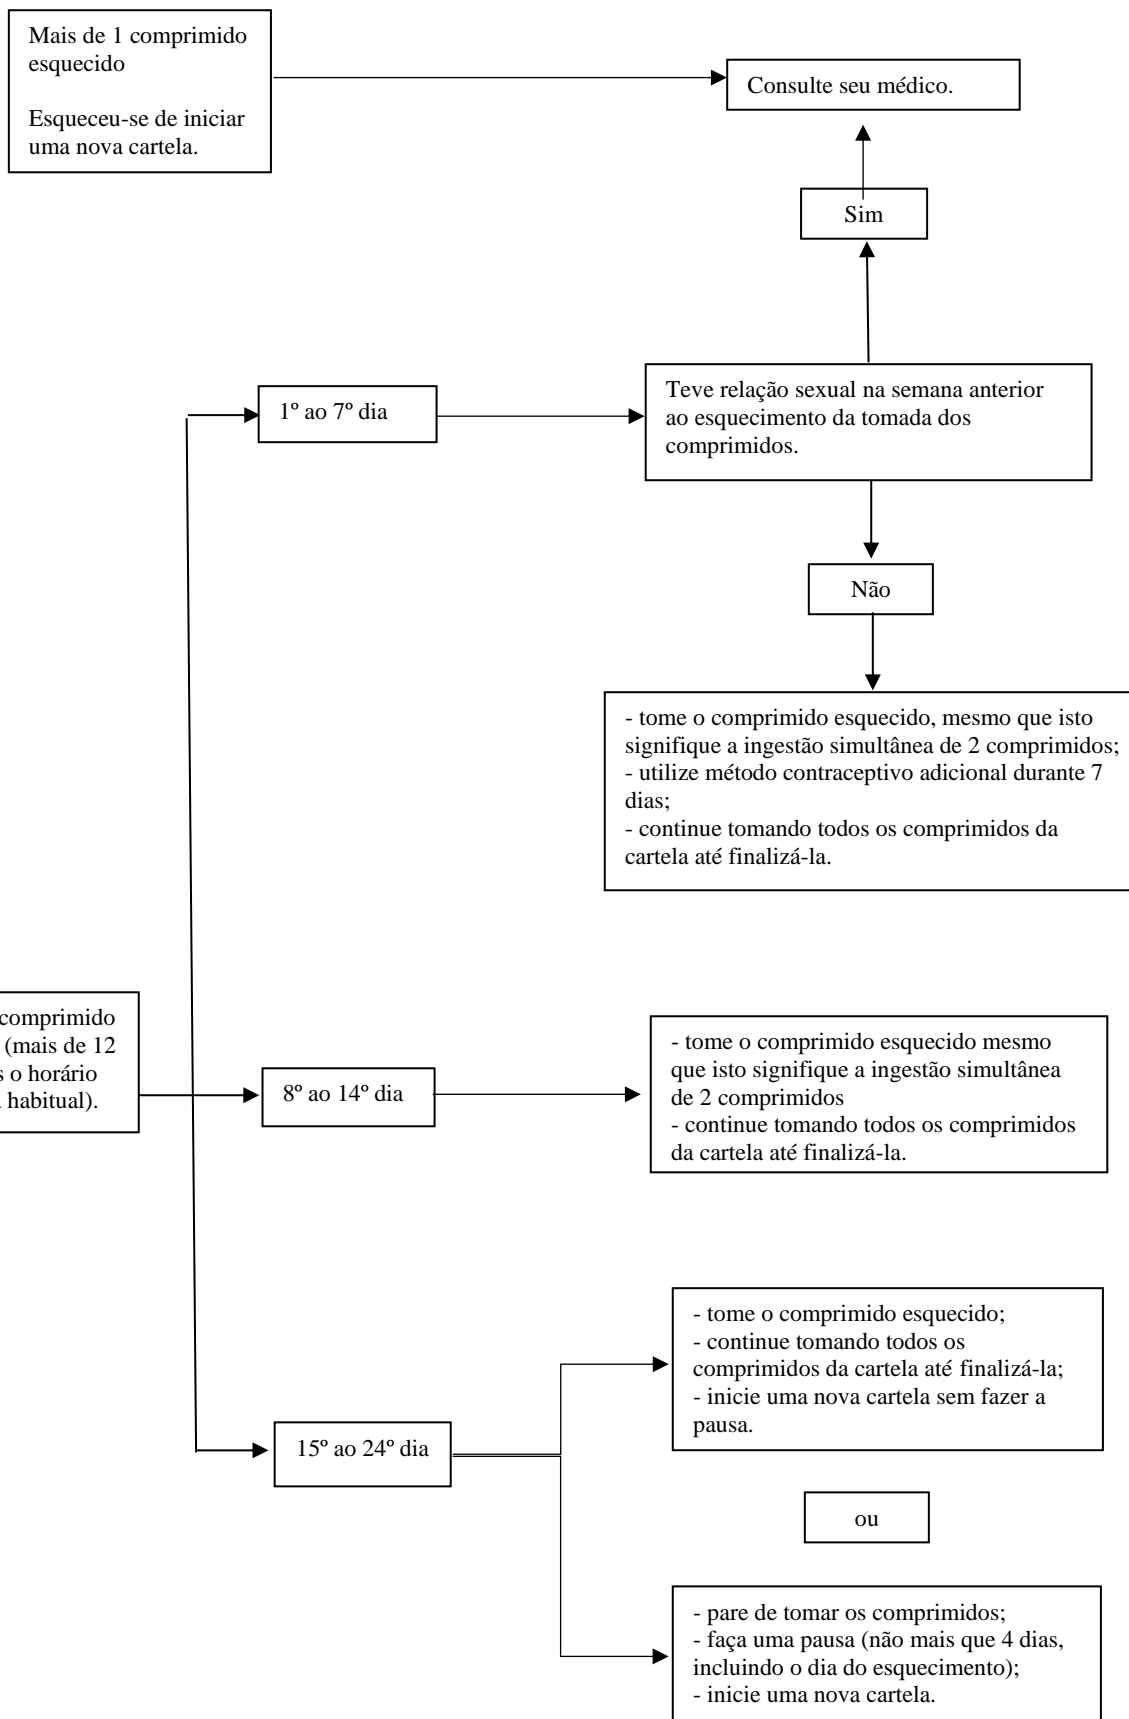 Mais de 1 comprimido
esquecido
Esqueceu-se de iniciar
uma nova cartela.
Consulte seu médico.
Sim
1º ao 7º dia
Teve relação sexual na semana anterior
ao esquecimento da tomada dos
comprimidos.
Não
- tome o comprimido esquecido, mesmo que isto
signifique a ingestão simultânea de 2 comprimidos;
- utilize método contraceptivo adicional durante 7
dias;
- continue tomando todos os comprimidos da
cartela até finalizá-la.
comprimido
(mais de 12
s o horário
habitual).
8º ao 14º dia
- tome o comprimido esquecido mesmo
que isto signifique a ingestão simultânea
de 2 comprimidos
- continue tomando todos os comprimidos
da cartela até finalizá-la.
15º ao 24º dia
- tome o comprimido esquecido;
- continue tomando todos os
comprimidos da cartela até finalizá-la;
- inicie uma nova cartela sem fazer a
pausa.
ou
- pare de tomar os comprimidos;
- faça uma pausa (não mais que 4 dias,
incluindo o dia do esquecimento);
- inicie uma nova cartela.